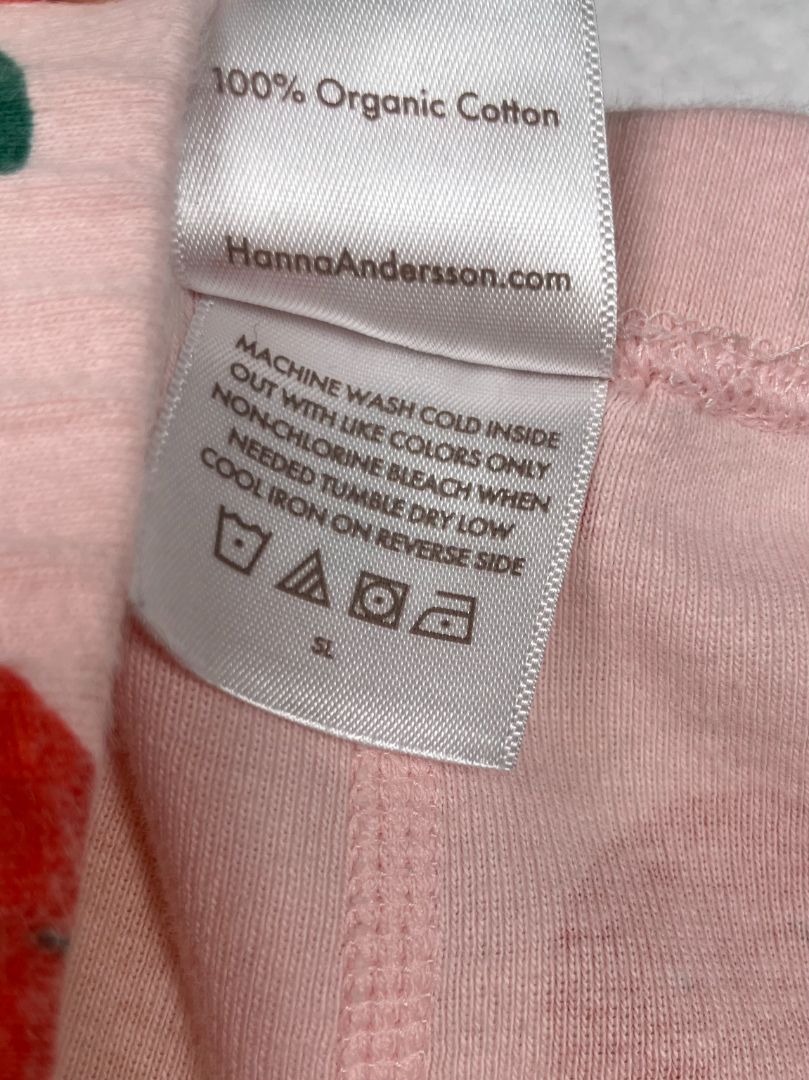 100% Organic Cotton
HannaAndersson.com
MACHINE WASH COLD INSIDE
OUT WITH LIKE COLORS ONLY
NON-CHLORINE BLEACH WHEN
NEEDED TUMBLE DRY LOW
COOL IRON ON REVERSE SIDE
SL